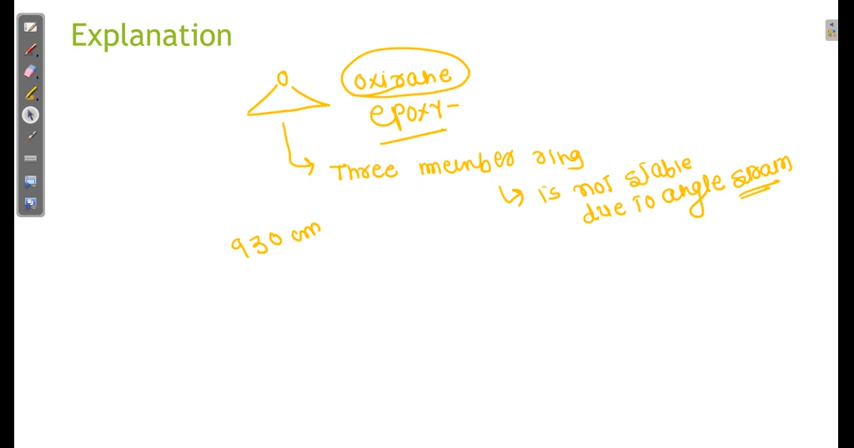 Explanation
O
oxirane
epoxy-
Three member ring
is not stable
due to angle strain
930 cm